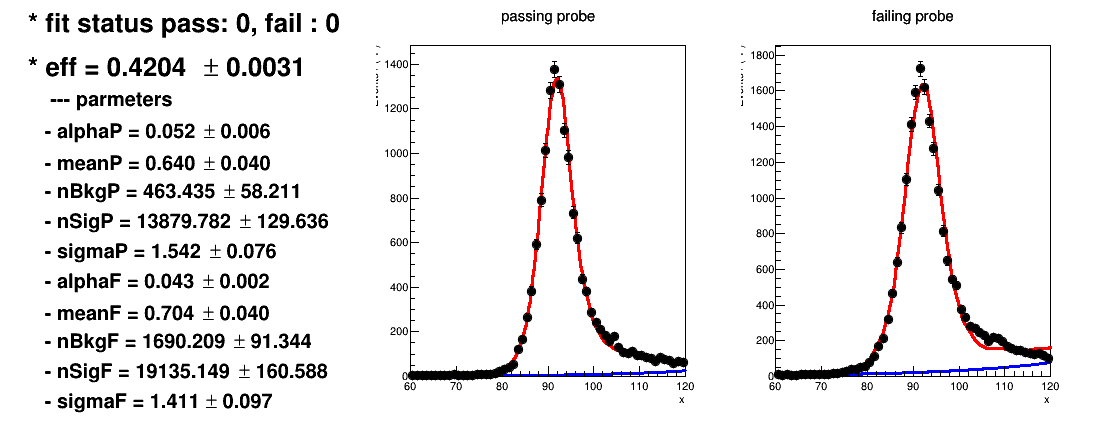 * fit status pass: 0, fail : 0
* eff = 0.4204 ± 0.0031
--- parmeters
- alphaP = 0.052 ± 0.006
- meanP = 0.640 ± 0.040
- nBkgP = 463.435 ± 58.211
- nSigP = 13879.782 ± 129.636
- sigmaP = 1.542 ± 0.076
- alphaF = 0.043 ± 0.002
- meanF = 0.704 ± 0.040
- nBkgF = 1690.209 ± 91.344
- nSigF = 19135.149 ± 160.588
- sigmaF = 1.411 ± 0.097
passing probe
1400
1200
1000
800
600
400
200
0
60 70 80 90 100 110 120
x
failing probe
1800
1600
1400
1200
1000
800
600
400
200
0
60 70 80 90 100 110 120
x